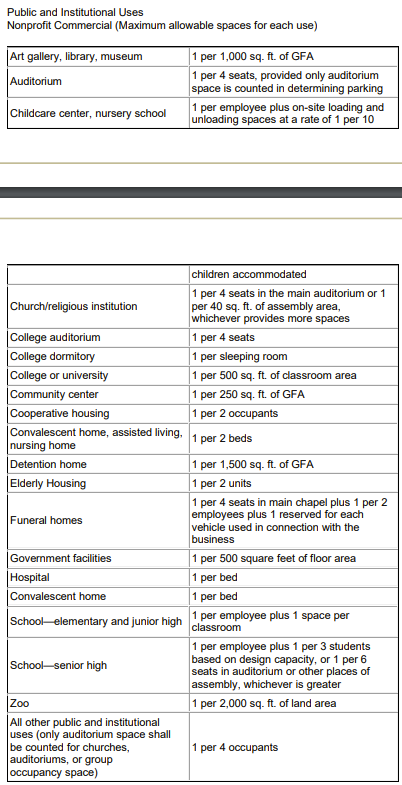 Public and Institutional Uses
Nonprofit Commercial (Maximum allowable spaces for each use)
Art gallery, library, museum
1 per 1,000 sq. ft. of GFA
Auditorium
1 per 4 seats, provided only auditorium
space is counted in determining parking
Childcare center, nursery school
1 per employee plus on-site loading and
unloading spaces at a rate of 1 per 10
children accommodated
Church/religious institution
1 per 4 seats in the main auditorium or 1
per 40 sq. ft. of assembly area,
whichever provides more spaces
College auditorium
1 per 4 seats
College dormitory
1 per sleeping room
College or university
1 per 500 sq. ft. of classroom area
Community center
1 per 250 sq. ft. of GFA
Cooperative housing
1 per 2 occupants
Convalescent home, assisted living,
nursing home
1 per 2 beds
Detention home
1 per 1,500 sq. ft. of GFA
Elderly Housing
1 per 2 units
Funeral homes
1 per 4 seats in main chapel plus 1 per 2
employees plus 1 reserved for each
vehicle used in connection with the
business
Government facilities
1 per 500 square feet of floor area
Hospital
1 per bed
Convalescent home
1 per bed
School—elementary and junior high
1 per employee plus 1 space per
classroom
School—senior high
1 per employee plus 1 per 3 students
based on design capacity, or 1 per 6
seats in auditorium or other places of
assembly, whichever is greater
Zoo
1 per 2,000 sq. ft. of land area
All other public and institutional
uses (only auditorium space shall
be counted for churches,
auditoriums, or group
occupancy space)
1 per 4 occupants